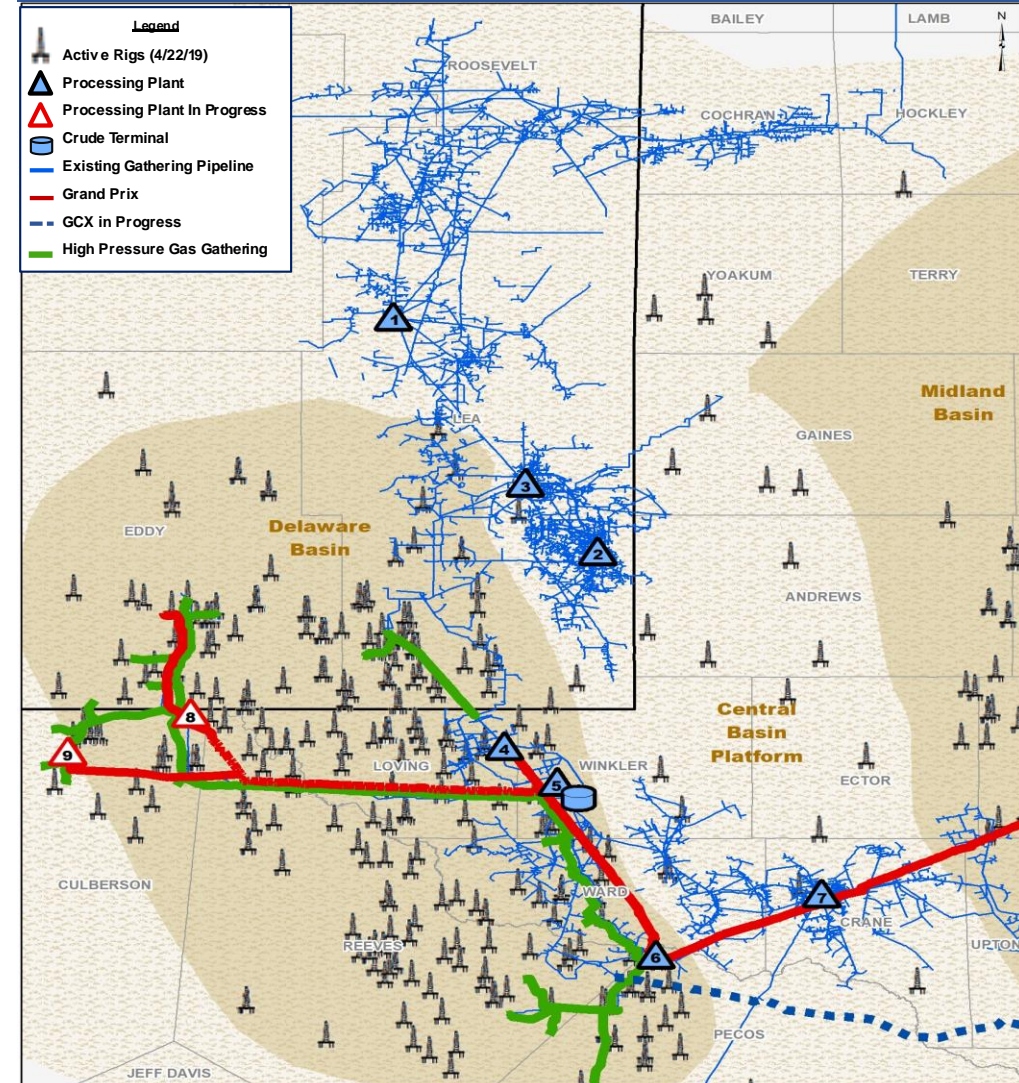 Legend
Active Rigs (4/22/19)
Processing Plant
Processing Plant In Progress
Crude Terminal
Existing Gathering Pipeline
Grand Prix
GCX in Progress
High Pressure Gas Gathering
BAILEY
LAMB
N
ROOSEVELT
COCHRAN
HOCKLEY
YOAKUM
TERRY
1
Midland
Basin
LEA
GAINES
3
EDDY
Delaware
Basin
2
ANDREWS
Central
Basin
Platform
8
9
4
LOVING
5
WINKLER
ECTOR
CULBERSON
WARD
7
CRANE
REEVES
UPTON
6
PECOS
JEFF DAVIS